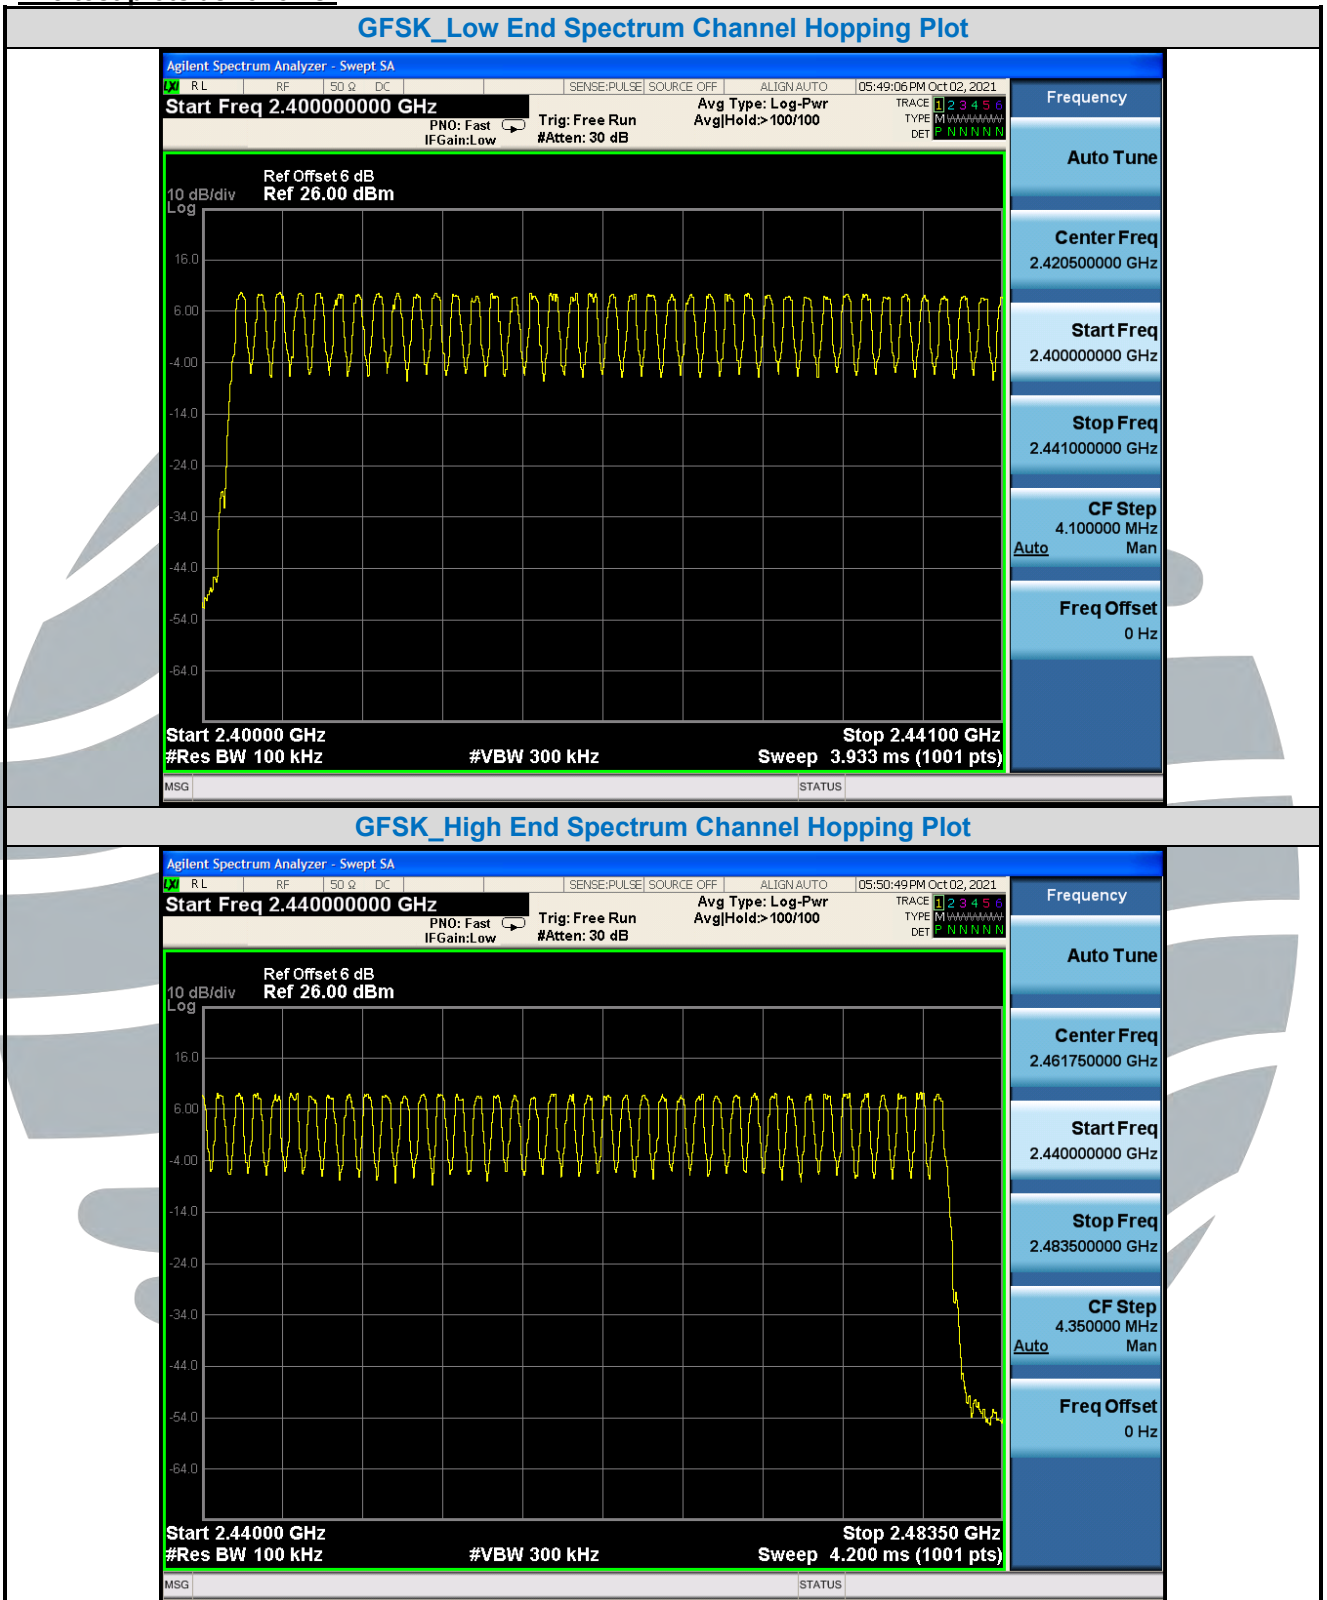 GFSK_Low End Spectrum Channel Hopping Plot
Agilent Spectrum Analyzer - Swept SA
LXI RL RF 50 Ω DC SENSE:PULSE SOURCE OFF ALIGN AUTO 05:49:06 PM Oct 02, 2021
Start Freq 2.400000000 GHz
PNO: Fast
IFGain:Low
Trig: Free Run
#Atten: 30 dB
Avg Type: Log-Pwr
Avg|Hold:> 100/100
TRACE 1 2 3 4 5 6
TYPE M
DET P N N N N N
Ref Offset 6 dB
10 dB/div Ref 26.00 dBm
Log
16.0
6.00
-4.00
-14.0
-24.0
-34.0
-44.0
-54.0
-64.0
Start 2.40000 GHz Stop 2.44100 GHz
#Res BW 100 kHz #VBW 300 kHz Sweep 3.933 ms (1001 pts)
MSG STATUS
Frequency
Auto Tune
Center Freq
2.420500000 GHz
Start Freq
2.400000000 GHz
Stop Freq
2.441000000 GHz
CF Step
4.100000 MHz
Auto Man
Freq Offset
0 Hz
GFSK_High End Spectrum Channel Hopping Plot
Agilent Spectrum Analyzer - Swept SA
LXI RL RF 50 Ω DC SENSE:PULSE SOURCE OFF ALIGN AUTO 05:50:49 PM Oct 02, 2021
Start Freq 2.440000000 GHz
PNO: Fast
IFGain:Low
Trig: Free Run
#Atten: 30 dB
Avg Type: Log-Pwr
Avg|Hold:> 100/100
TRACE 1 2 3 4 5 6
TYPE M
DET P N N N N N
Ref Offset 6 dB
10 dB/div Ref 26.00 dBm
Log
16.0
6.00
-4.00
-14.0
-24.0
-34.0
-44.0
-54.0
-64.0
Start 2.44000 GHz Stop 2.48350 GHz
#Res BW 100 kHz #VBW 300 kHz Sweep 4.200 ms (1001 pts)
MSG STATUS
Frequency
Auto Tune
Center Freq
2.461750000 GHz
Start Freq
2.440000000 GHz
Stop Freq
2.483500000 GHz
CF Step
4.350000 MHz
Auto Man
Freq Offset
0 Hz